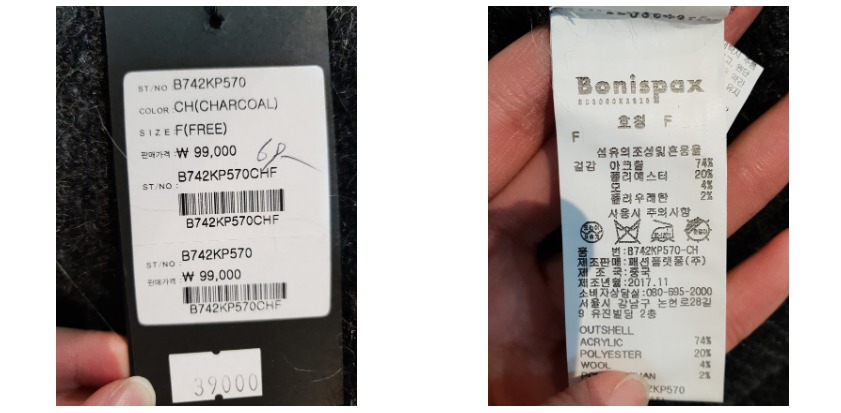 ST/NO B742KP570
COLOR CH(CHARCOAL)
SIZE F(FREE)
판매가격 ₩ 99,000
B742KP570CHF
ST/NO :
B742KP570CHF
B742KP570
ST/NO :
판매가격 : ₩ 99,000
B742KP570CHF
39000
Bonispax
호칭 F
F
섬유의조성및혼용율
겉감 아크릴 74%
폴리에스터 20%
모 4%
폴리우레탄 2%
사용시 주의사항
품 번:B742KP570-CH
제조판매:패션플랫폼(주)
제 조 국:중국
제조년월:2017.11
소비자상담실:080-695-2000
서울시 강남구 논현로28길
9 유진빌딩 2층
OUTSHELL
ACRYLIC 74%
POLYESTER 20%
WOOL 4%
2%